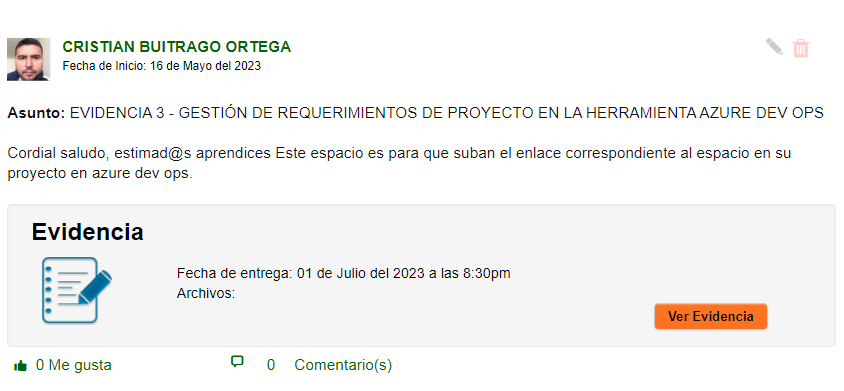 CRISTIAN BUITRAGO ORTEGA
Fecha de Inicio: 16 de Mayo del 2023
Asunto: EVIDENCIA 3 - GESTIÓN DE REQUERIMIENTOS DE PROYECTO EN LA HERRAMIENTA AZURE DEV OPS
Cordial saludo, estimad@s aprendices Este espacio es para que suban el enlace correspondiente al espacio en su
proyecto en azure dev ops.
Evidencia
Fecha de entrega: 01 de Julio del 2023 a las 8:30pm
Archivos:
Ver Evidencia
0 Me gusta 0 Comentario(s)